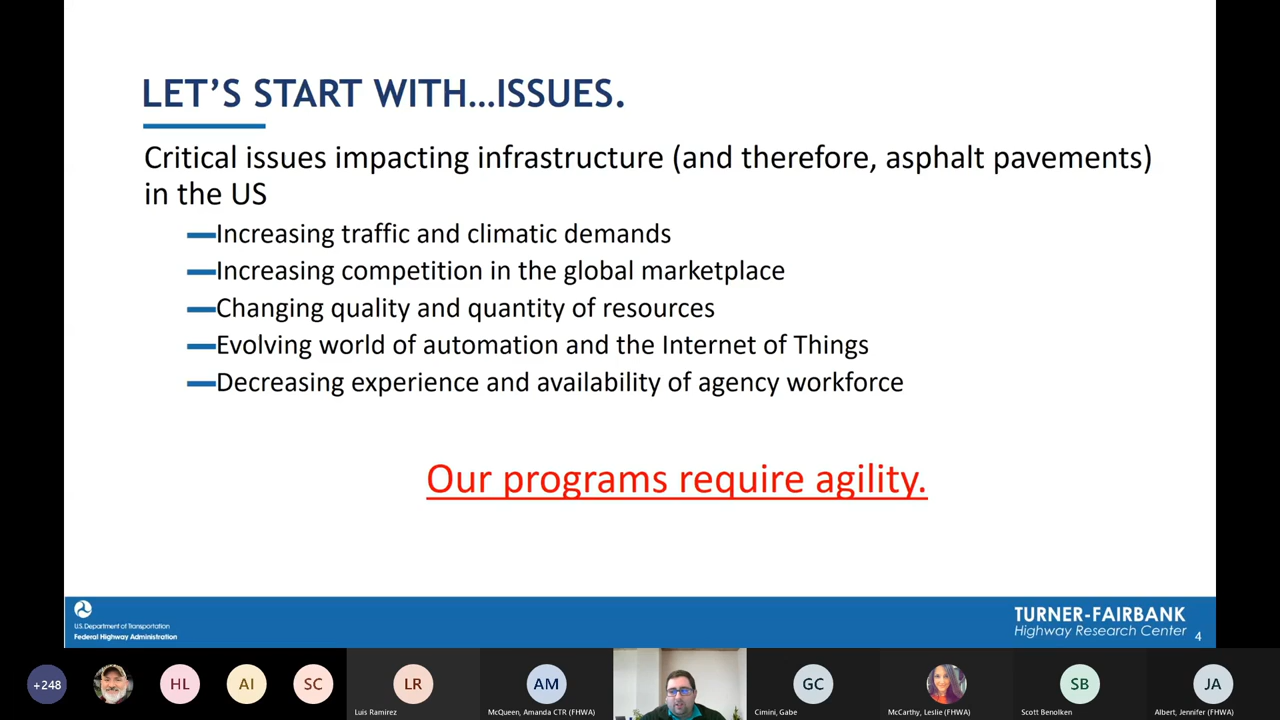 LET'S START WITH…ISSUES.
Critical issues impacting infrastructure (and therefore, asphalt pavements)
in the US
—Increasing traffic and climatic demands
—Increasing competition in the global marketplace
—Changing quality and quantity of resources
—Evolving world of automation and the Internet of Things
—Decreasing experience and availability of agency workforce
Our programs require agility.
U.S. Department of Transportation
Federal Highway Administration
TURNER-FAIRBANK
Highway Research Center
4
+248
HL
AI
SC
LR
Luis Ramirez
AM
McQueen, Amanda CTR (FHWA)
GC
Cimini, Gabe
McCarthy, Leslie (FHWA)
SB
Scott Benolken
JA
Albert, Jennifer (FHWA)